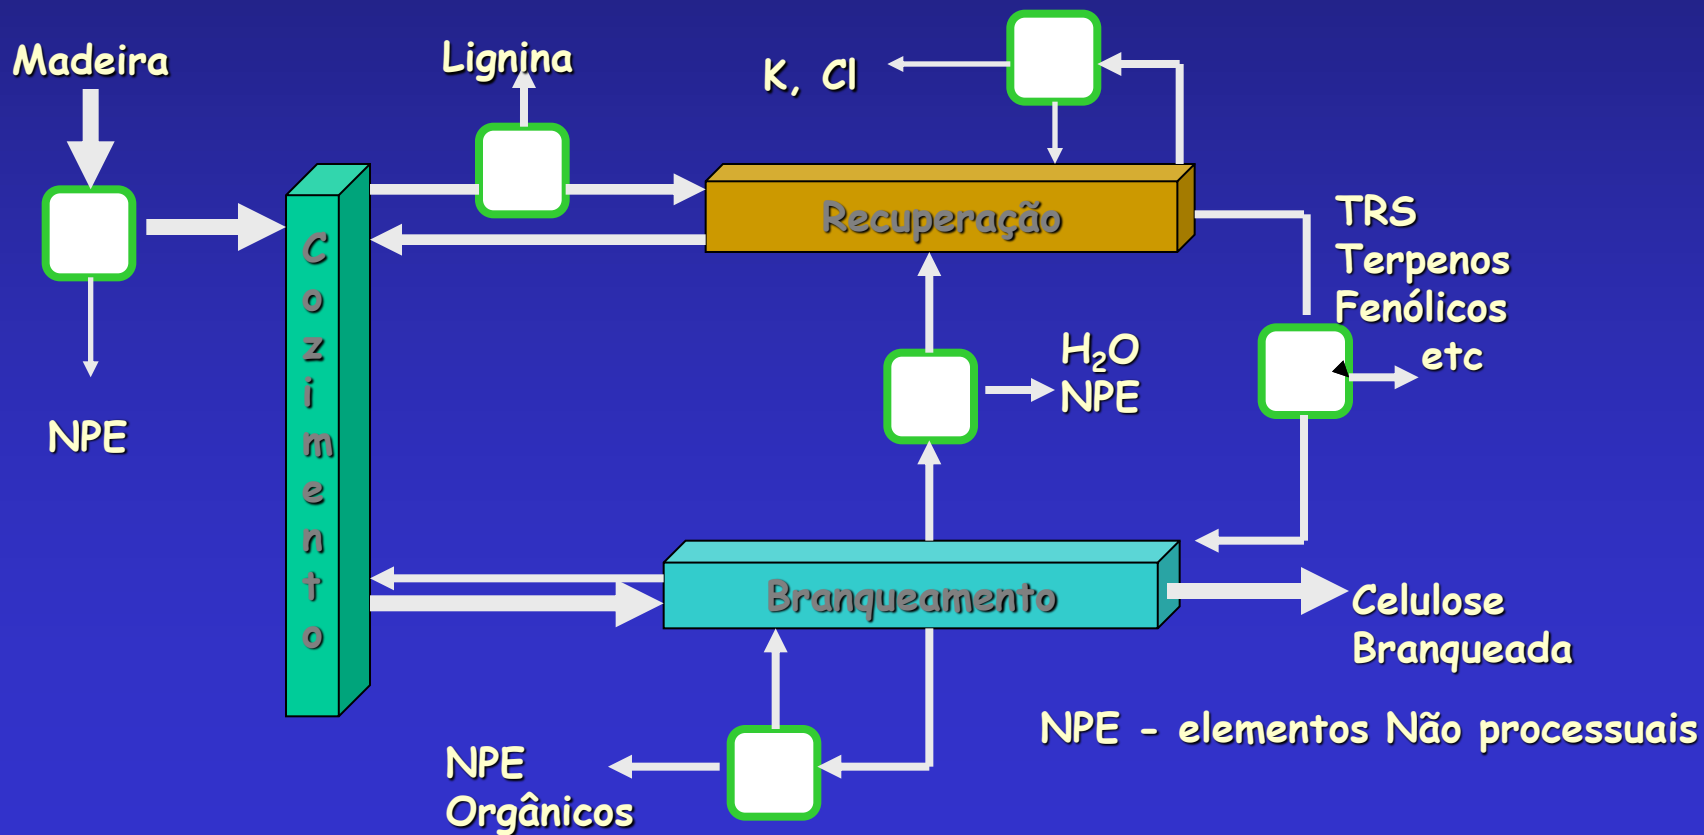 Madeira
Lignina
K, Cl
Recuperação
TRS
Terpenos
Fenólicos
etc
Cozimento
H₂O
NPE
NPE
Branqueamento
Celulose
Branqueada
NPE - elementos Não processuais
NPE
Orgânicos